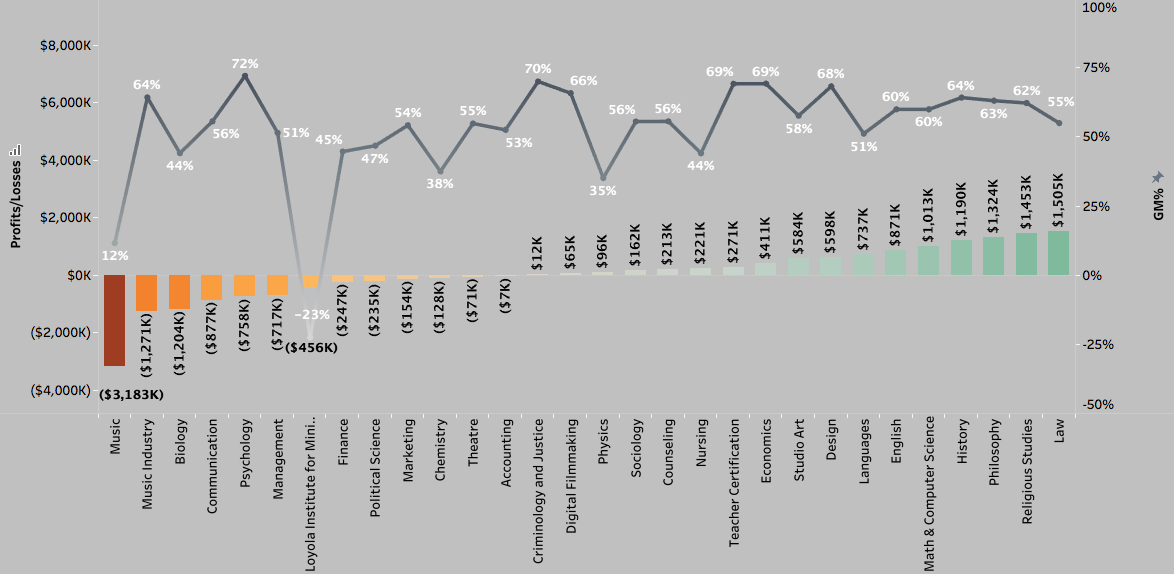 100%
$8,000K
75%
$6,000K
50%
$4,000K
25%
$2,000K
0%
$0K
-25%
($2,000K)
-50%
($4,000K)
Profits/Losses
GM%
12%
64%
44%
56%
72%
51%
-23%
45%
47%
54%
38%
55%
53%
70%
66%
35%
56%
56%
44%
69%
69%
58%
68%
51%
60%
60%
64%
63%
62%
55%
($3,183K)
($1,271K)
($1,204K)
($877K)
($758K)
($717K)
($456K)
($247K)
($235K)
($154K)
($128K)
($71K)
($7K)
$12K
$65K
$96K
$162K
$213K
$221K
$271K
$411K
$584K
$598K
$737K
$871K
$1,013K
$1,190K
$1,324K
$1,453K
$1,505K
Music
Music Industry
Biology
Communication
Psychology
Management
Loyola Institute for Mini..
Finance
Political Science
Marketing
Chemistry
Theatre
Accounting
Criminology and Justice
Digital Filmmaking
Physics
Sociology
Counseling
Nursing
Teacher Certification
Economics
Studio Art
Design
Languages
English
Math & Computer Science
History
Philosophy
Religious Studies
Law